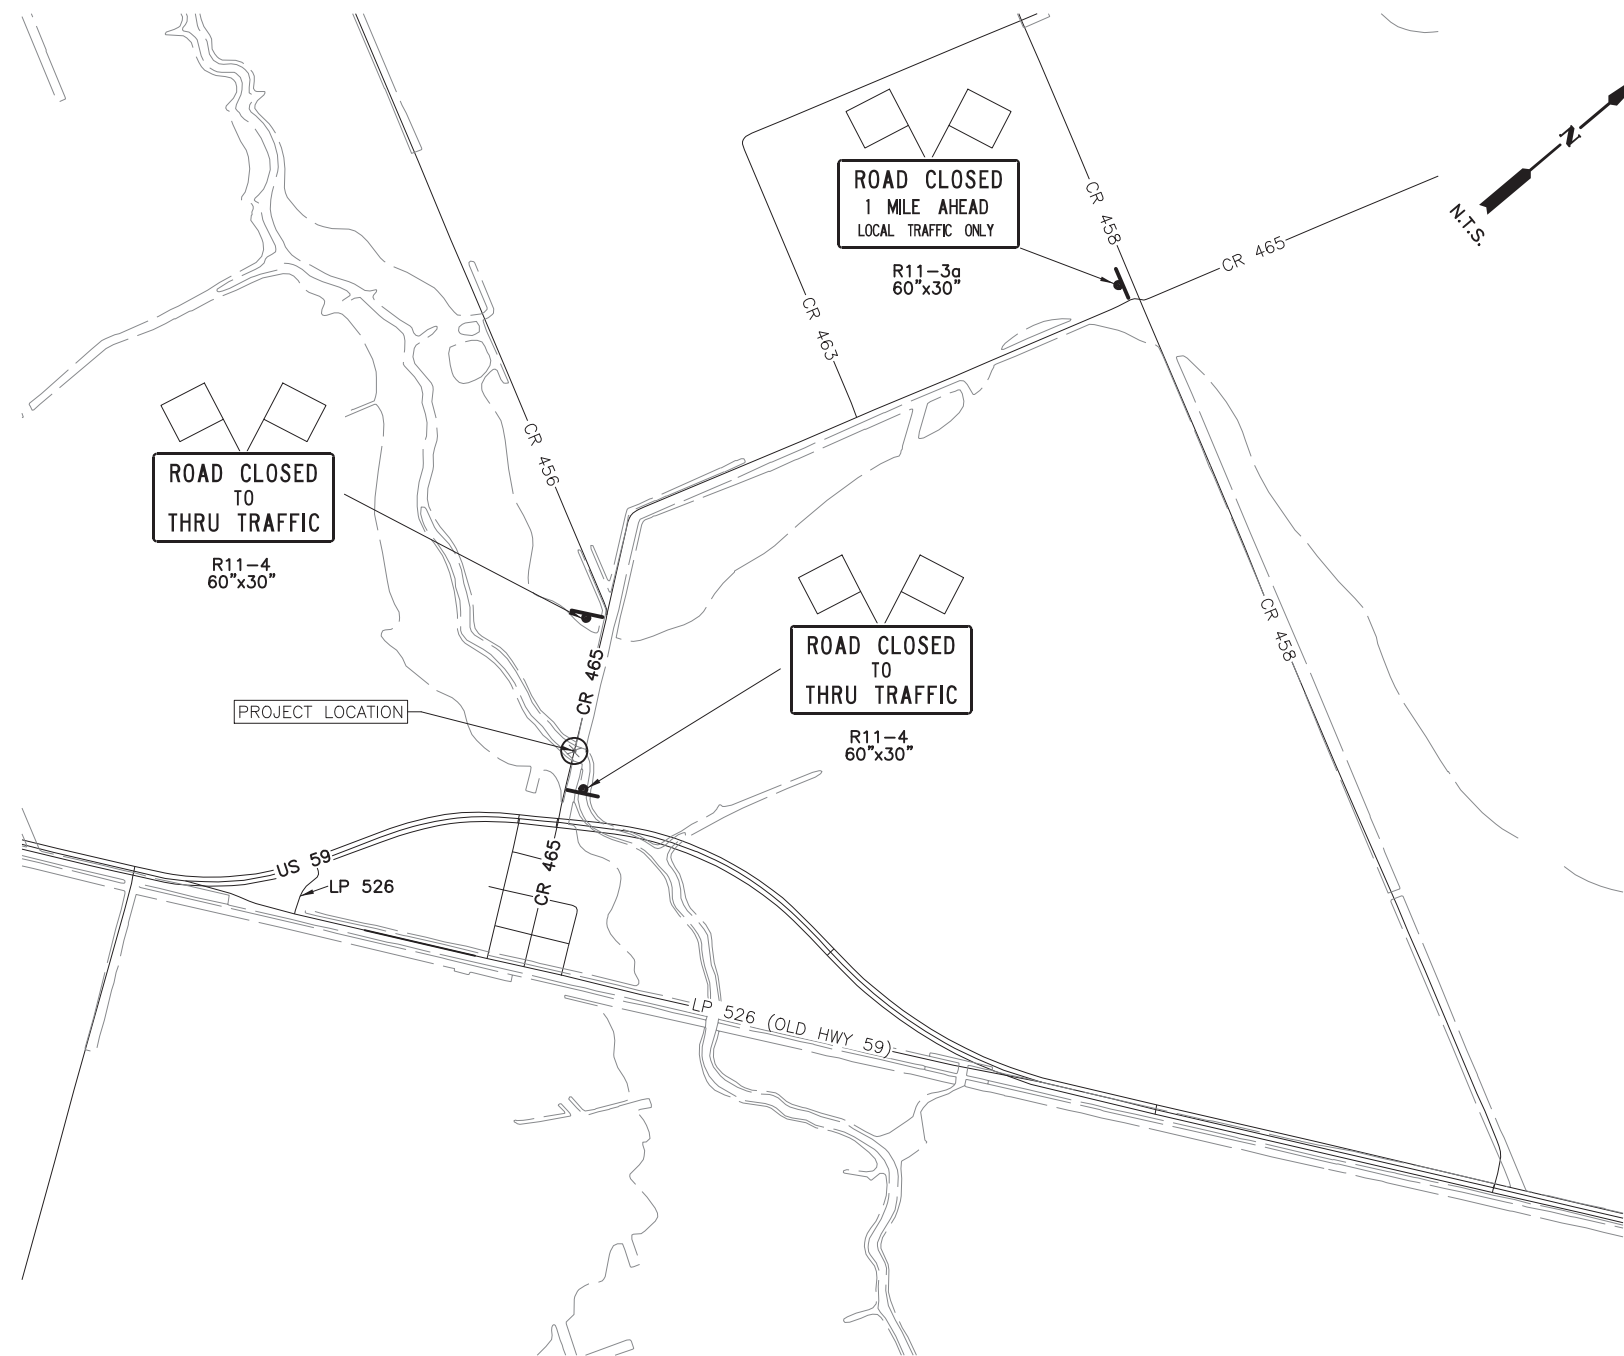 ROAD CLOSED
1 MILE AHEAD
LOCAL TRAFFIC ONLY
R11-3a
60"x30"
N
N.T.S.
CR 458
CR 465
CR 463
CR 456
ROAD CLOSED
TO
THRU TRAFFIC
R11-4
60"x30"
CR 465
ROAD CLOSED
TO
THRU TRAFFIC
R11-4
60"x30"
CR 458
PROJECT LOCATION
US 59
LP 526
CR 465
LP 526 (OLD HWY 59)